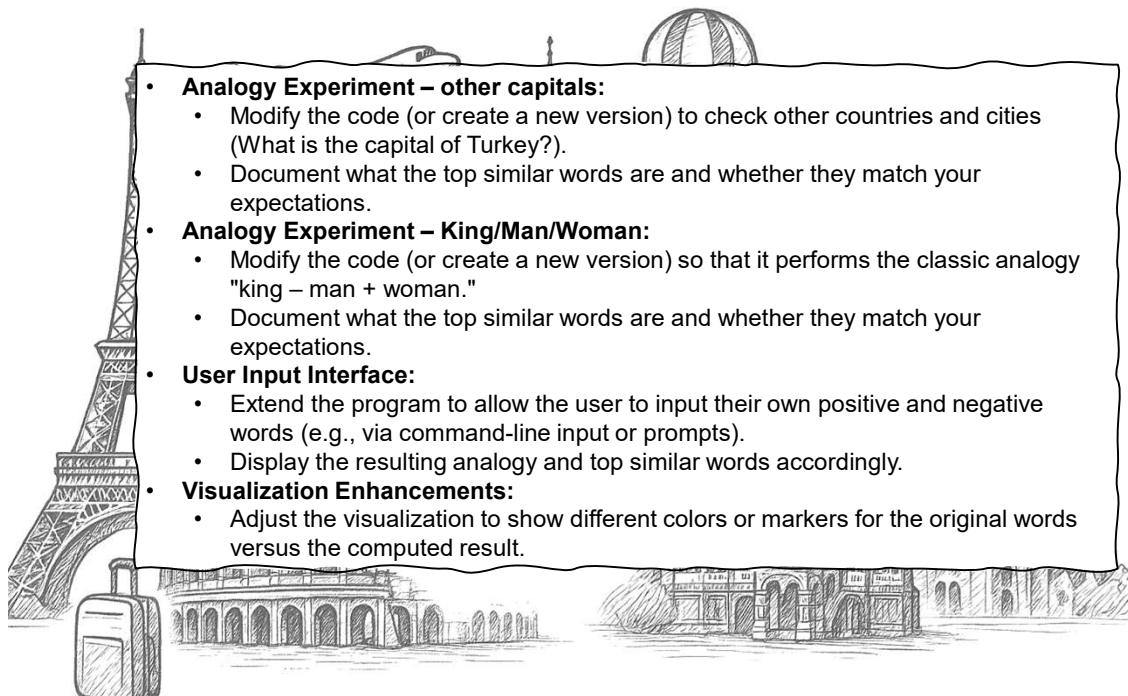 • Analogy Experiment – other capitals:
• Modify the code (or create a new version) to check other countries and cities
(What is the capital of Turkey?).
• Document what the top similar words are and whether they match your
expectations.
• Analogy Experiment – King/Man/Woman:
• Modify the code (or create a new version) so that it performs the classic analogy
"king – man + woman."
• Document what the top similar words are and whether they match your
expectations.
• User Input Interface:
• Extend the program to allow the user to input their own positive and negative
words (e.g., via command-line input or prompts).
• Display the resulting analogy and top similar words accordingly.
• Visualization Enhancements:
• Adjust the visualization to show different colors or markers for the original words
versus the computed result.